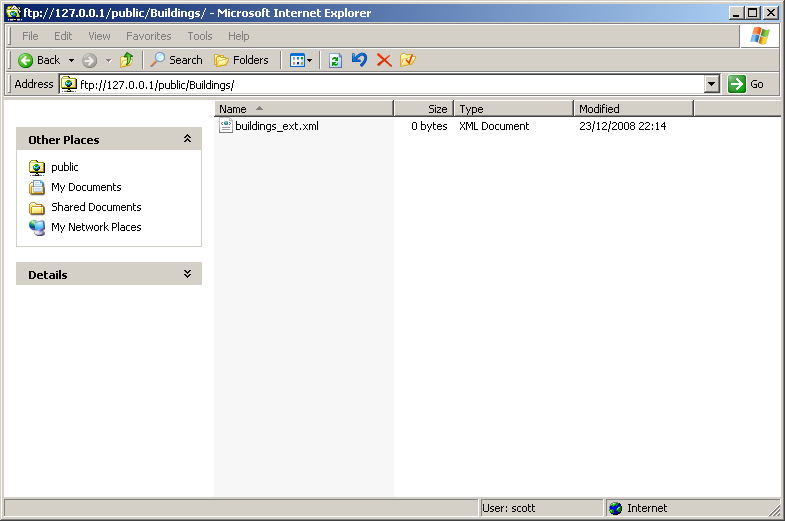 ftp://127.0.0.1/public/Buildings/ - Microsoft Internet Explorer
File Edit View Favorites Tools Help
Back Search Folders
Address ftp://127.0.0.1/public/Buildings/ Go
Name Size Type Modified
buildings_ext.xml 0 bytes XML Document 23/12/2008 22:14
Other Places
public
My Documents
Shared Documents
My Network Places
Details
User: scott Internet